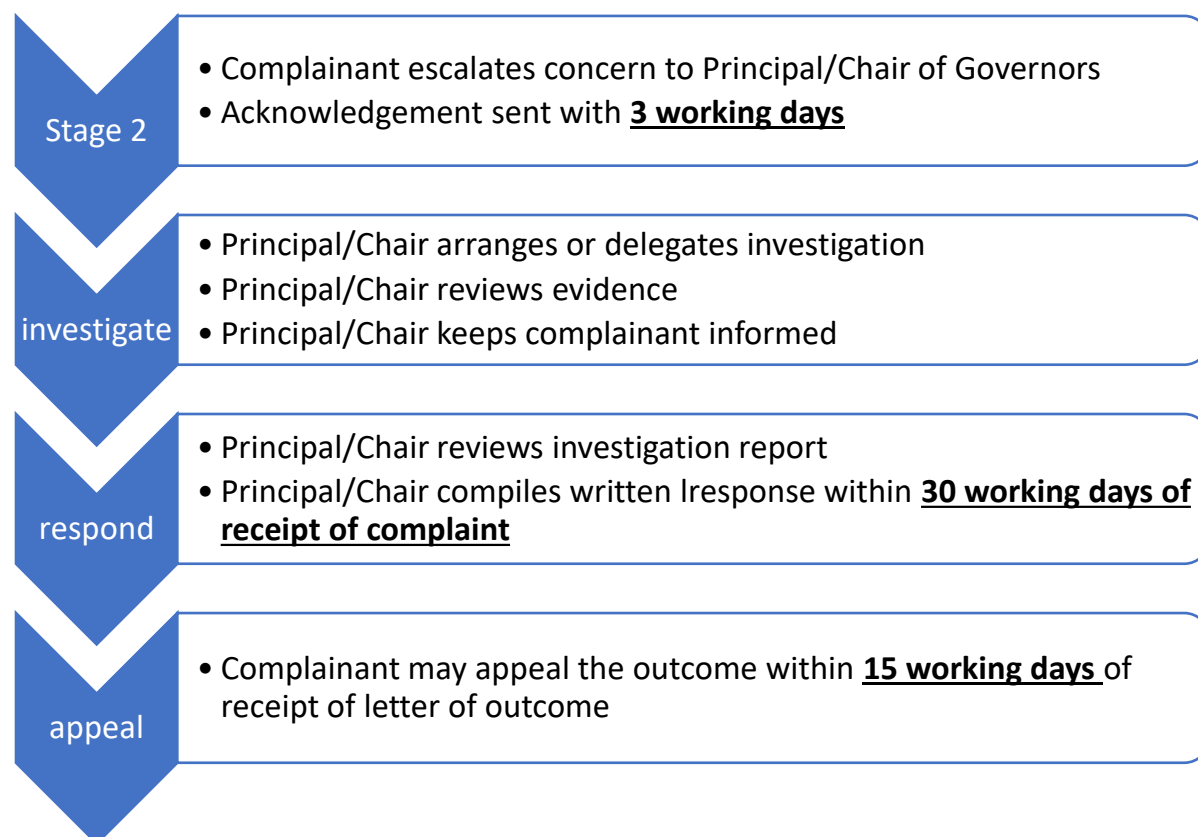 Stage 2
• Complainant escalates concern to Principal/Chair of Governors
• Acknowledgement sent with 3 working days
investigate
• Principal/Chair arranges or delegates investigation
• Principal/Chair reviews evidence
• Principal/Chair keeps complainant informed
respond
• Principal/Chair reviews investigation report
• Principal/Chair compiles written lresponse within 30 working days of
receipt of complaint
appeal
• Complainant may appeal the outcome within 15 working days of
receipt of letter of outcome